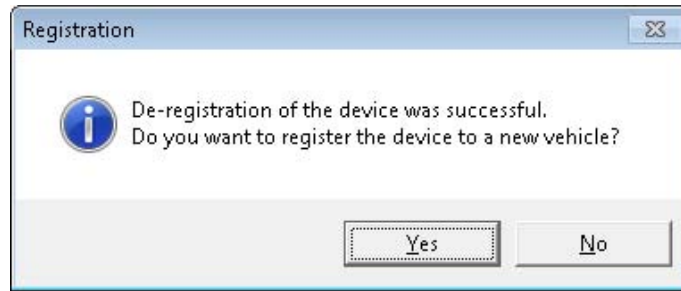 Registration
De-registration of the device was successful.
Do you want to register the device to a new vehicle?
Yes
No